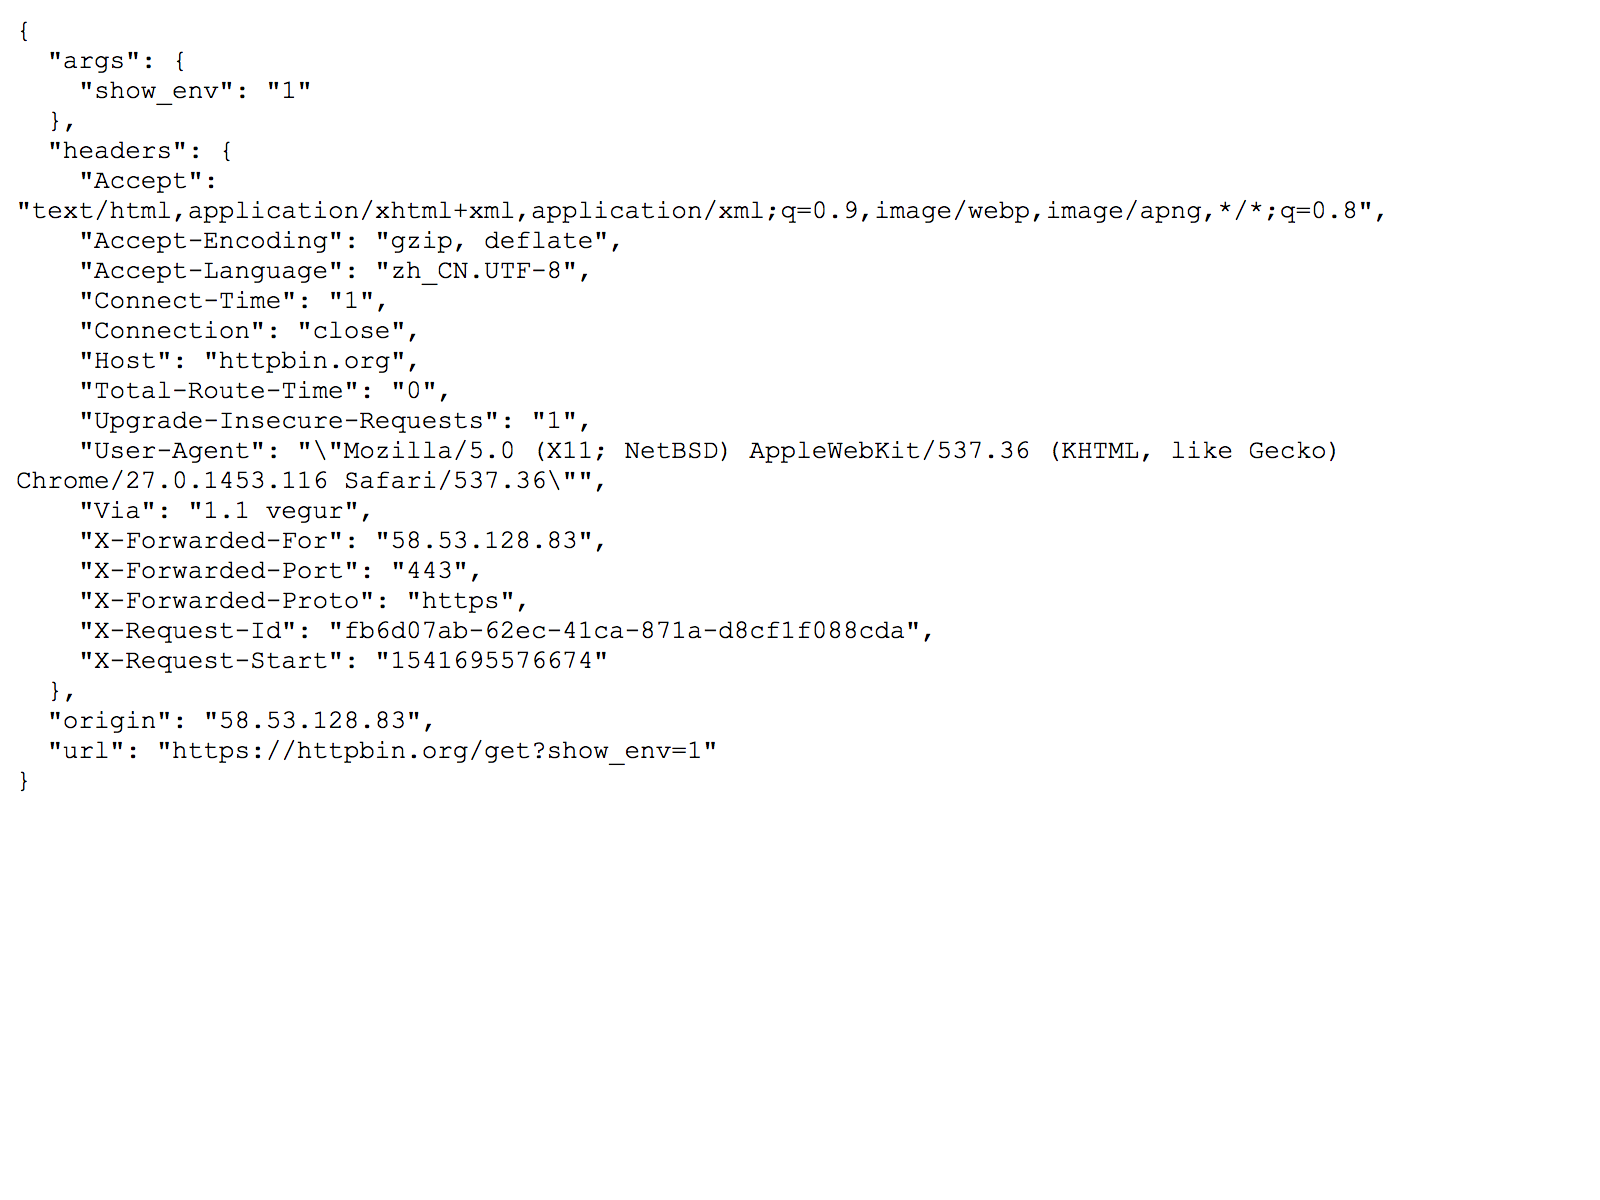 {
  "args": {
    "show_env": "1"
  },
  "headers": {
    "Accept":
"text/html,application/xhtml+xml,application/xml;q=0.9,image/webp,image/apng,*/*;q=0.8",
    "Accept-Encoding": "gzip, deflate",
    "Accept-Language": "zh_CN.UTF-8",
    "Connect-Time": "1",
    "Connection": "close",
    "Host": "httpbin.org",
    "Total-Route-Time": "0",
    "Upgrade-Insecure-Requests": "1",
    "User-Agent": "\"Mozilla/5.0 (X11; NetBSD) AppleWebKit/537.36 (KHTML, like Gecko)
Chrome/27.0.1453.116 Safari/537.36\"",
    "Via": "1.1 vegur",
    "X-Forwarded-For": "58.53.128.83",
    "X-Forwarded-Port": "443",
    "X-Forwarded-Proto": "https",
    "X-Request-Id": "fb6d07ab-62ec-41ca-871a-d8cf1f088cda",
    "X-Request-Start": "1541695576674"
  },
  "origin": "58.53.128.83",
  "url": "https://httpbin.org/get?show_env=1"
}